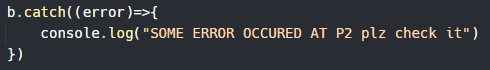 b.catch((error)=>{
    console.log("SOME ERROR OCCURED AT P2 plz check it")
})